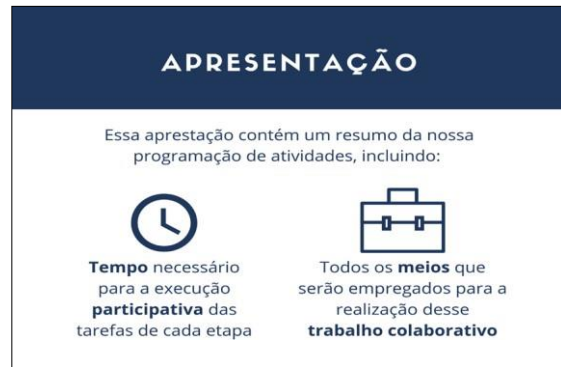 APRESENTAÇÃO
Essa aprestação contém um resumo da nossa
programação de atividades, incluindo:
Tempo necessário
para a execução
participativa das
tarefas de cada etapa
Todos os meios que
serão empregados para a
realização desse
trabalho colaborativo